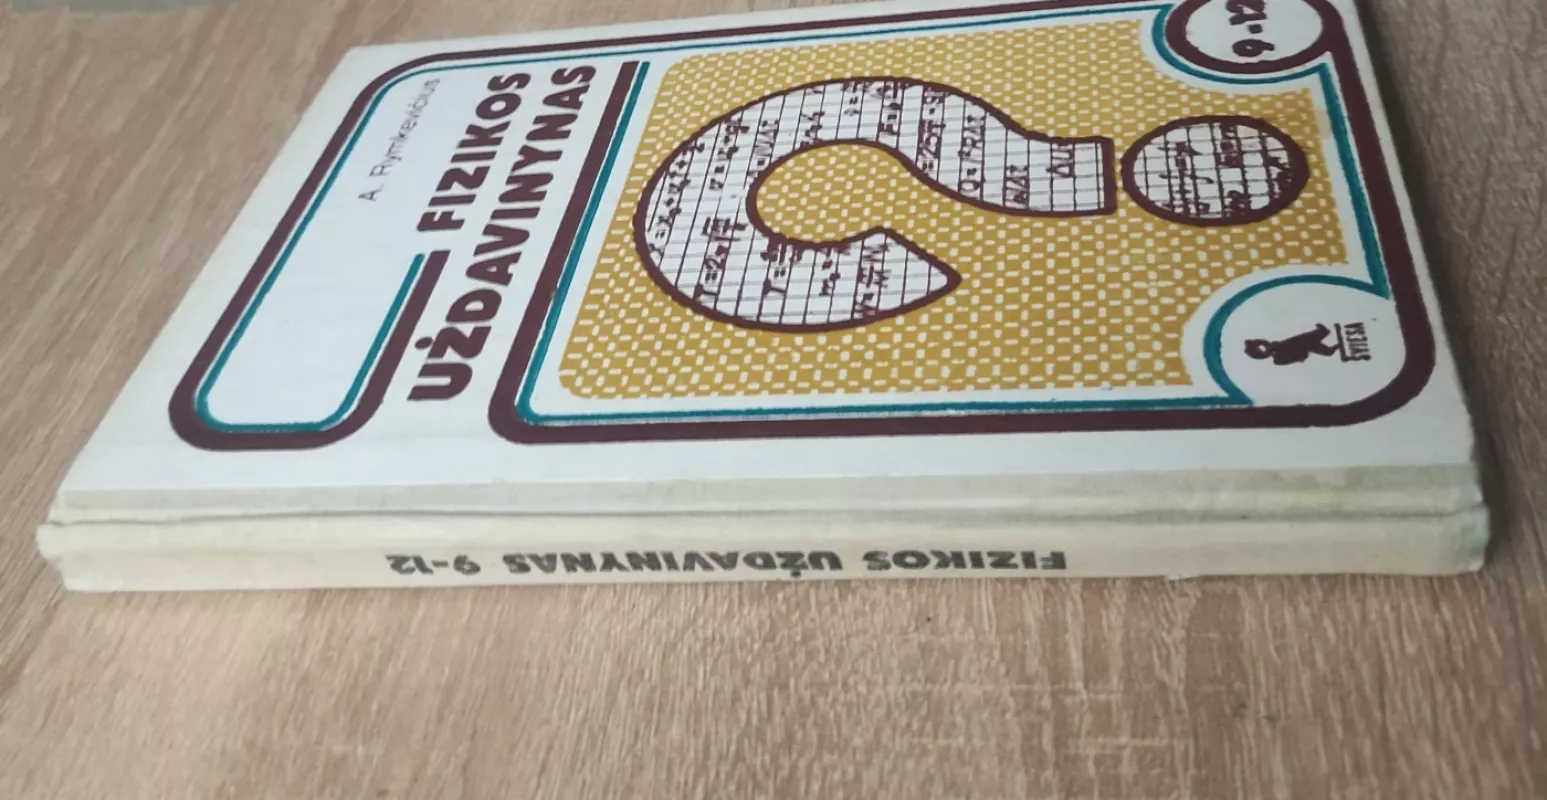 A. Rymkevičius
FIZIKOS
UŽDAVINYNAS
9-12
ŠVIESA
FIZIKOS UŽDAVINYNAS 9-12